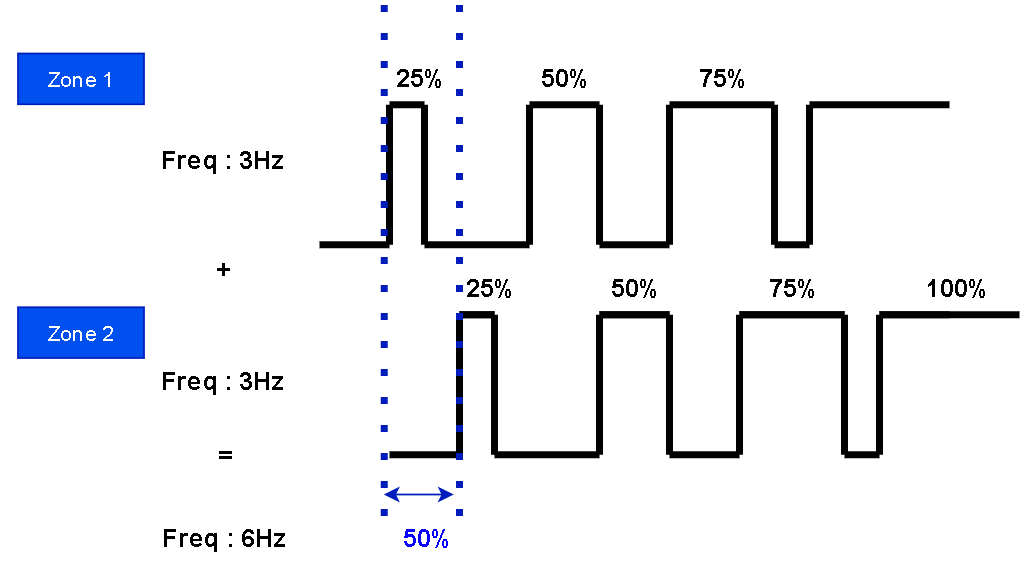 Zone 1
25% 50% 75%
Freq : 3Hz
+
25% 50% 75% 100%
Zone 2
Freq : 3Hz
=
Freq : 6Hz
50%